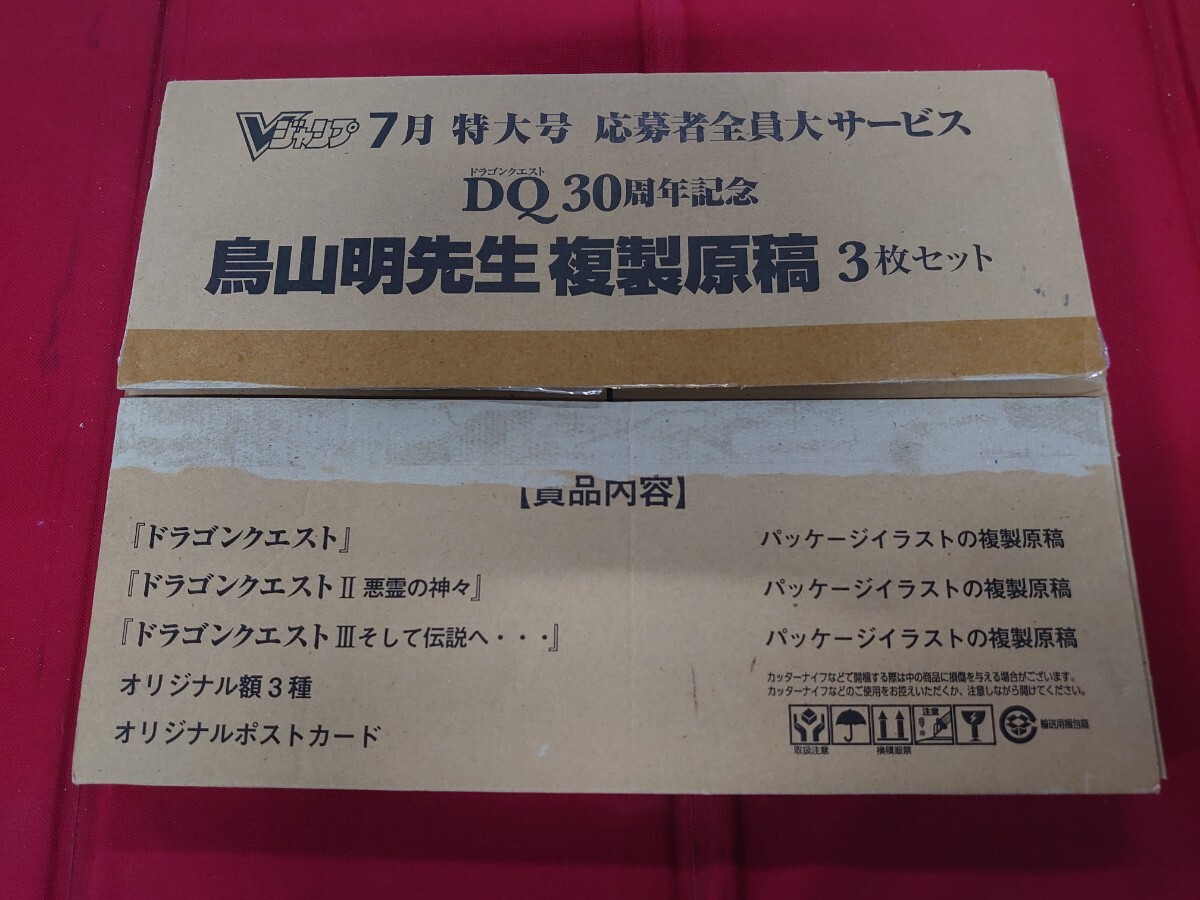 Vジャンプ 7月 特大号 応募者全員大サービス
ドラゴンクエスト
DQ 30周年記念
鳥山明先生 複製原稿 3枚セット
【賞品内容】
『ドラゴンクエスト』 パッケージイラストの複製原稿
『ドラゴンクエストⅡ 悪霊の神々』 パッケージイラストの複製原稿
『ドラゴンクエストⅢ そして伝説へ・・・』 パッケージイラストの複製原稿
オリジナル額3種
オリジナルポストカード
カッターナイフなどで開梱する際は中の商品に損傷を与える場合がございます。
カッターナイフなどのご使用をお控えいただくか、注意しながら開けてください。
注意
取扱注意 横積厳禁
輸送用梱包箱